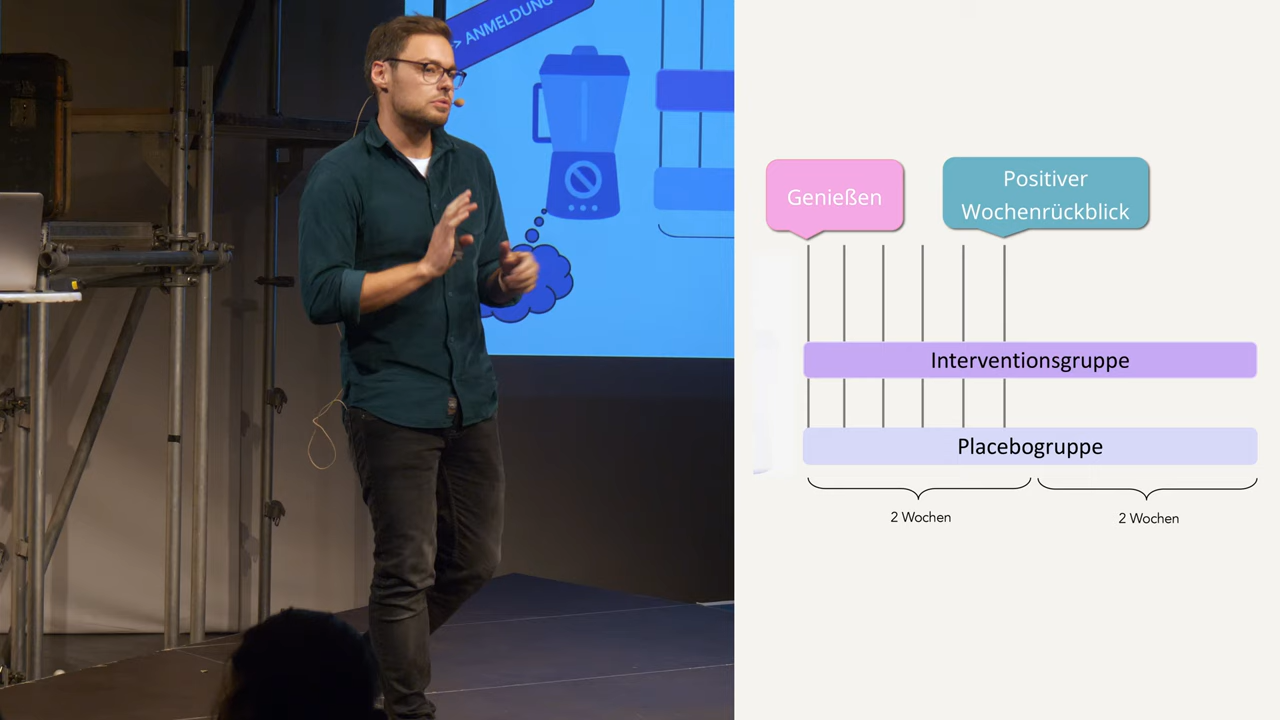 > ANMELDUNG
Genießen
Positiver
Wochenrückblick
Interventionsgruppe
Placebogruppe
2 Wochen
2 Wochen